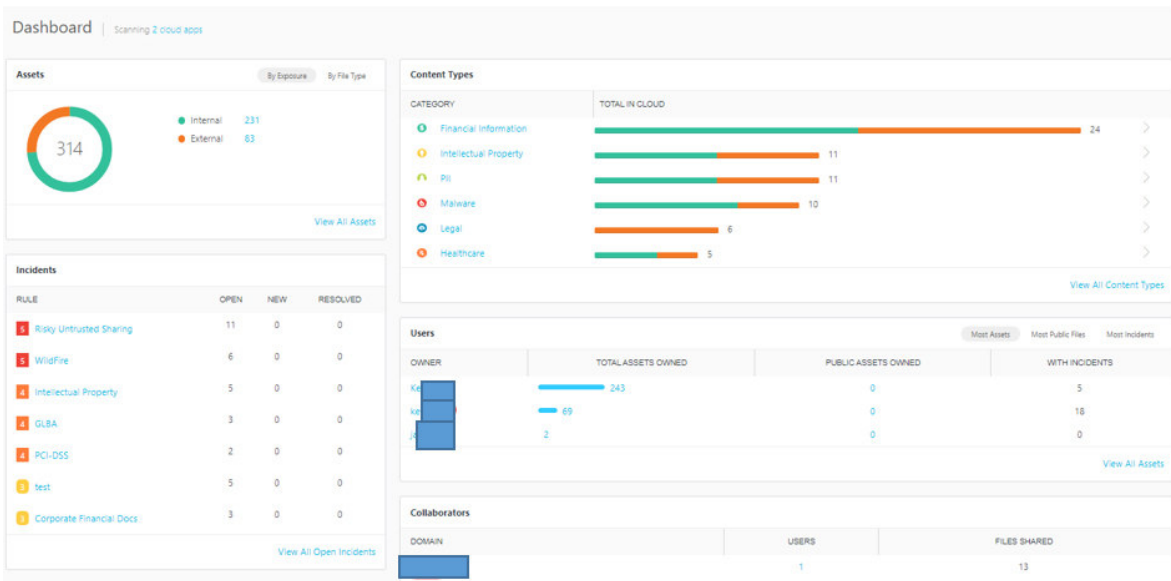 Dashboard | Scanning 2 cloud apps
Assets By Exposure By File Type
314
Internal 231
External 83
View All Assets
Incidents
RULE OPEN NEW RESOLVED
5 Risky Untrusted Sharing 11 0 0
5 WildFire 6 0 0
4 Intellectual Property 5 0 0
4 GLBA 3 0 0
4 PCI-DSS 2 0 0
3 test 5 0 0
3 Corporate Financial Docs 3 0 0
View All Open Incidents
Content Types
CATEGORY TOTAL IN CLOUD
Financial Information 24
Intellectual Property 11
PII 11
Malware 10
Legal 6
Healthcare 5
View All Content Types
Users Most Assets Most Public Files Most Incidents
OWNER TOTAL ASSETS OWNED PUBLIC ASSETS OWNED WITH INCIDENTS
243 0 5
69 0 18
2 0 0
View All Assets
Collaborators
DOMAIN USERS FILES SHARED
1 13